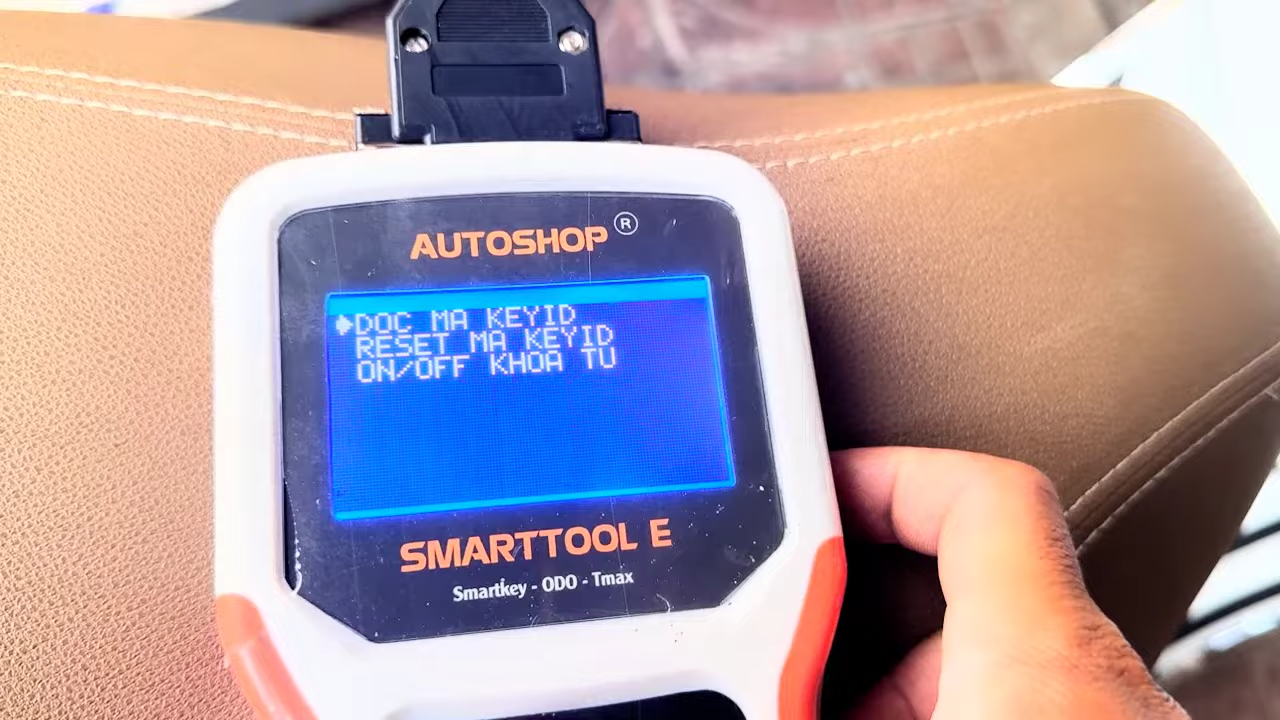 AUTOSHOP ®
DOC MA KEYID
RESET MA KEYID
ON/OFF KHOA TU
SMARTTOOL E
Smartkey - ODO - Tmax